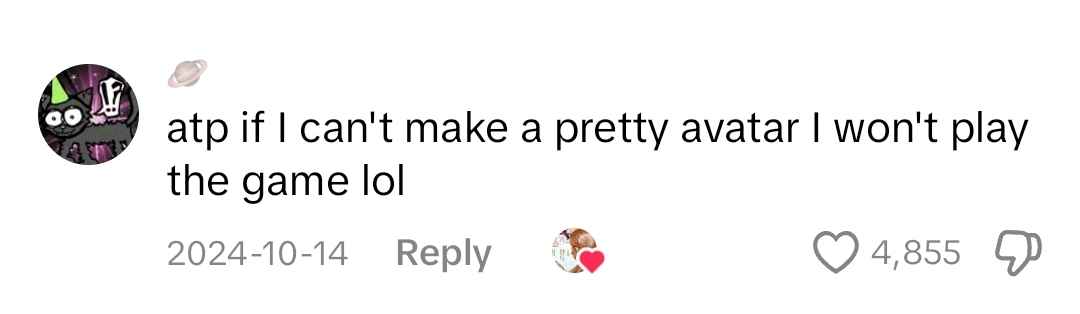 🪐
atp if I can't make a pretty avatar I won't play
the game lol
2024-10-14 Reply 4,855